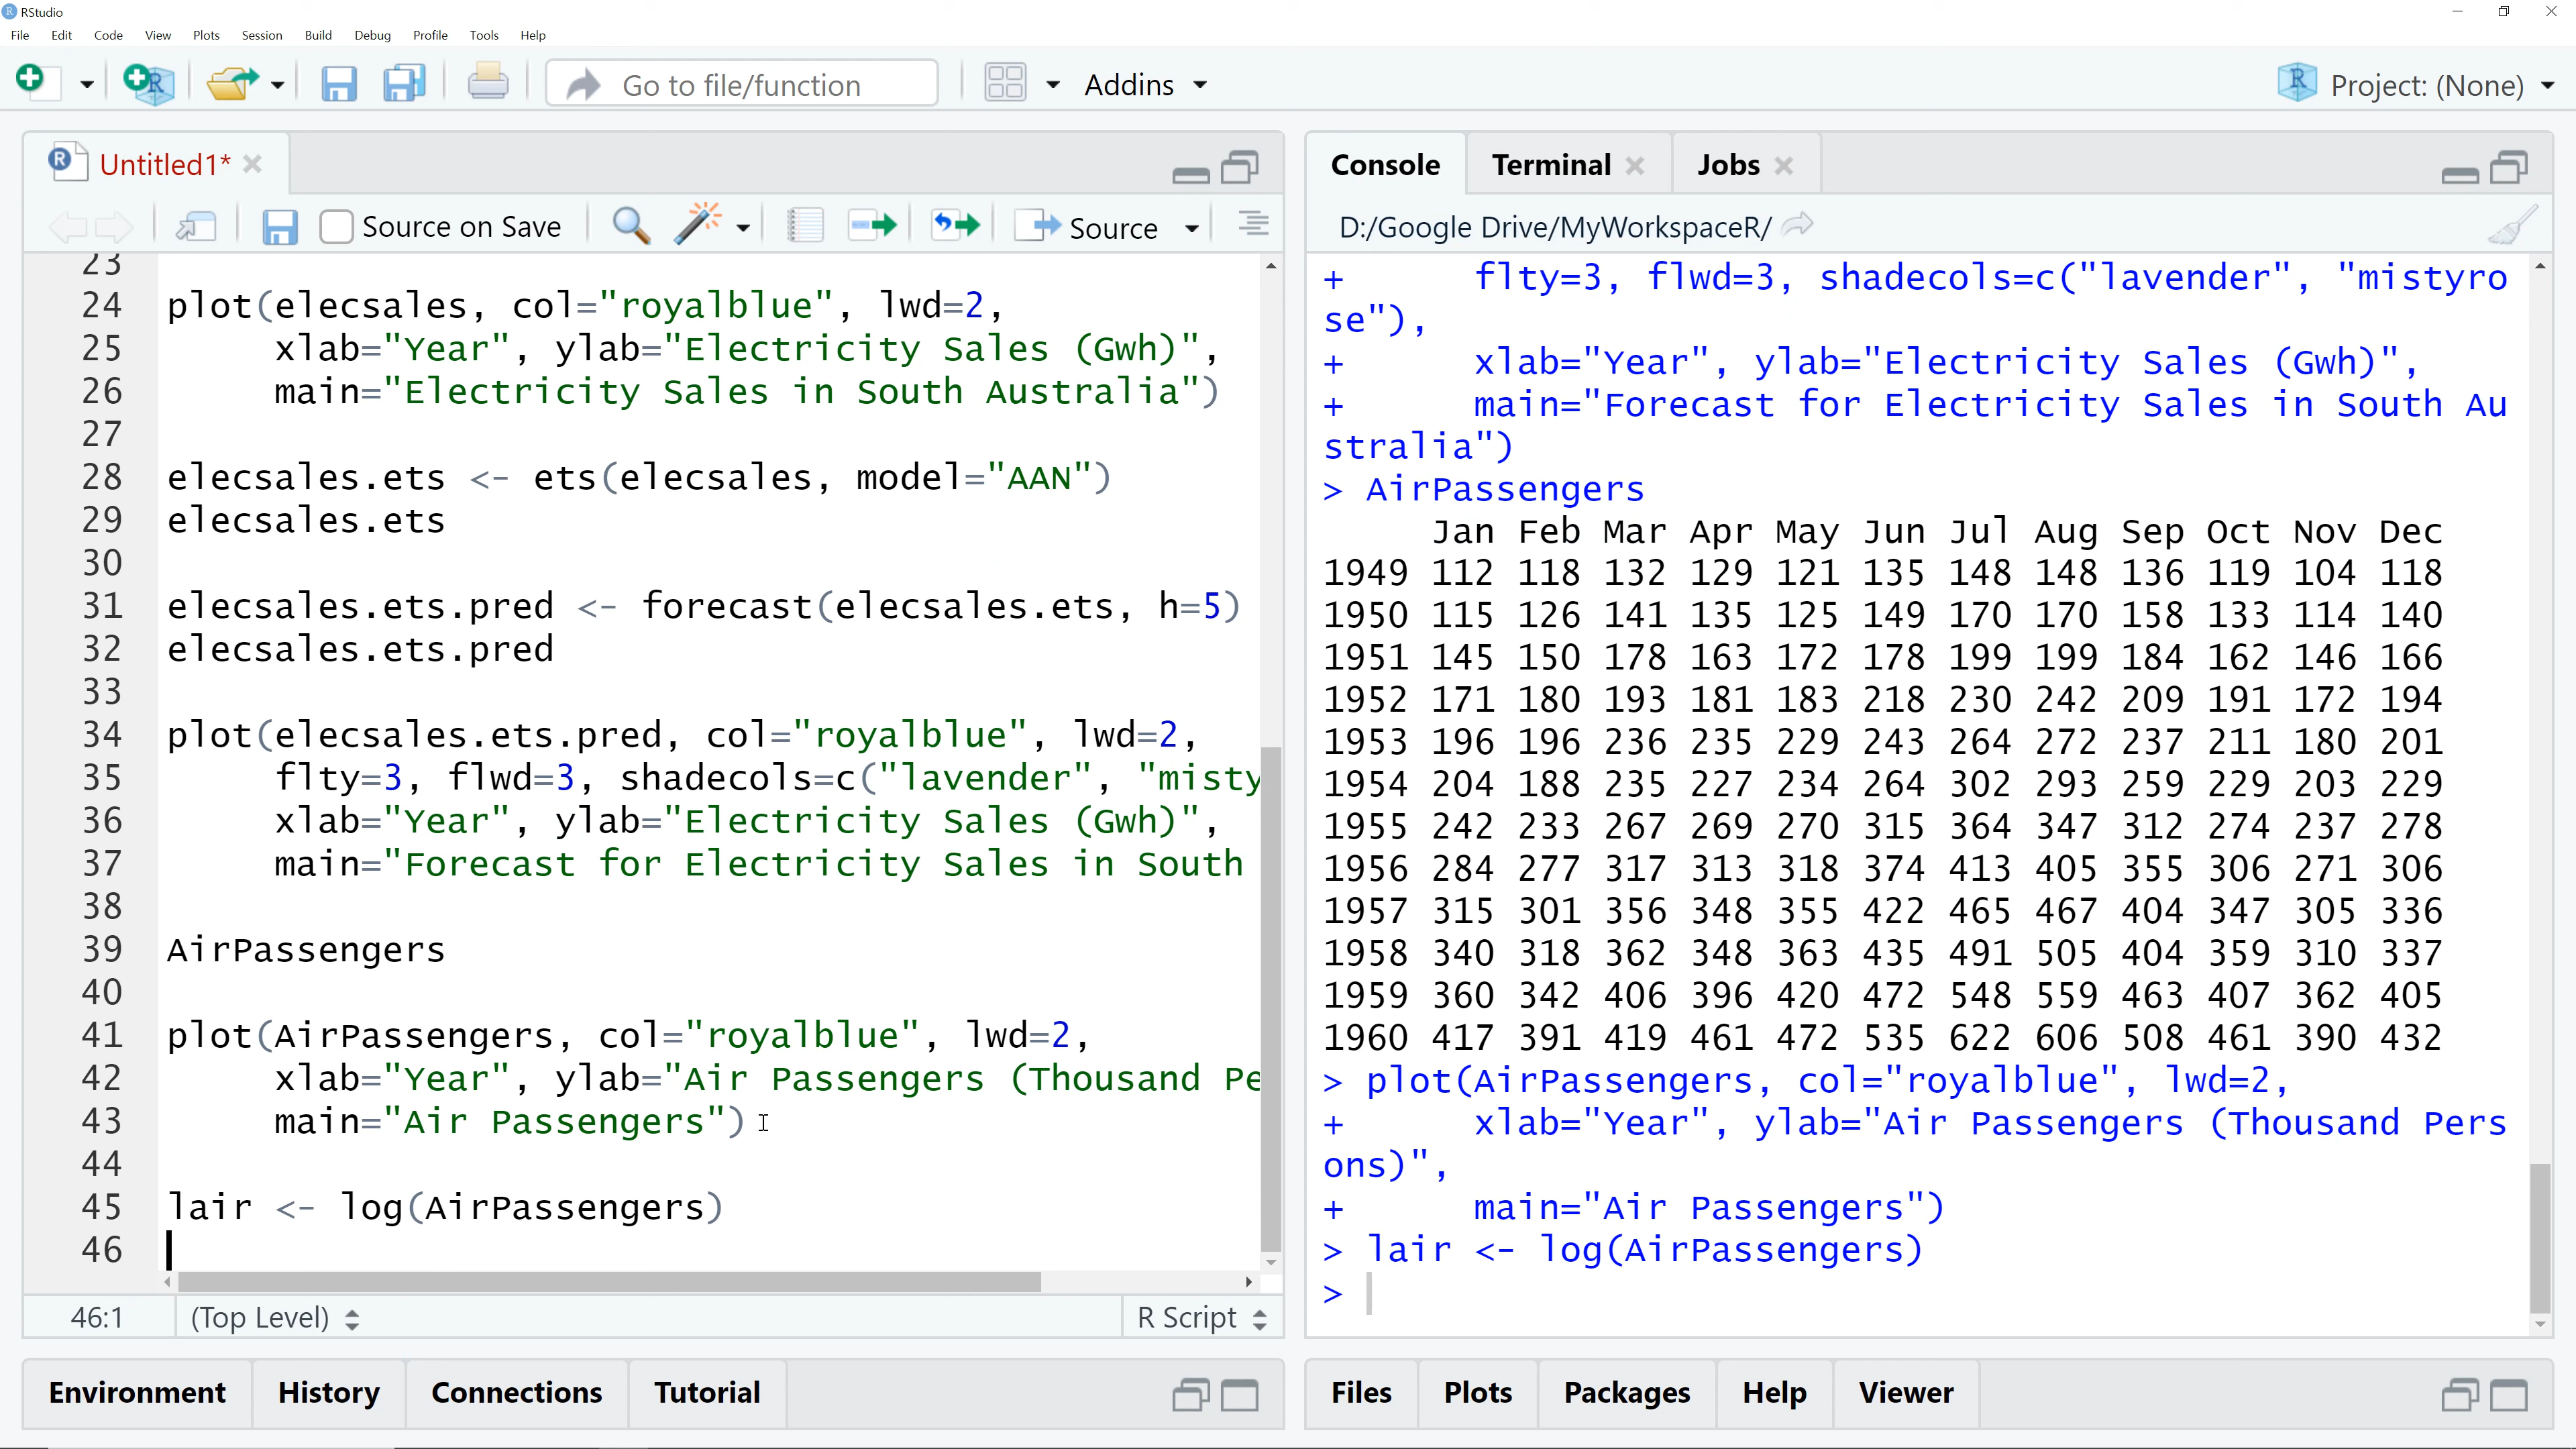 RStudio
File Edit Code View Plots Session Build Debug Profile Tools Help
Go to file/function Addins Project: (None)
Untitled1*
Source on Save Source
23
24 plot(elecsales, col="royalblue", lwd=2,
25 xlab="Year", ylab="Electricity Sales (Gwh)",
26 main="Electricity Sales in South Australia")
27
28 elecsales.ets <- ets(elecsales, model="AAN")
29 elecsales.ets
30
31 elecsales.ets.pred <- forecast(elecsales.ets, h=5)
32 elecsales.ets.pred
33
34 plot(elecsales.ets.pred, col="royalblue", lwd=2,
35 flty=3, flwd=3, shadecols=c("lavender", "misty
36 xlab="Year", ylab="Electricity Sales (Gwh)",
37 main="Forecast for Electricity Sales in South
38
39 AirPassengers
40
41 plot(AirPassengers, col="royalblue", lwd=2,
42 xlab="Year", ylab="Air Passengers (Thousand Pe
43 main="Air Passengers")
44
45 lair <- log(AirPassengers)
46
46:1 (Top Level) R Script
Environment History Connections Tutorial
Console Terminal Jobs
D:/Google Drive/MyWorkspaceR/
+ flty=3, flwd=3, shadecols=c("lavender", "mistyro
se"),
+ xlab="Year", ylab="Electricity Sales (Gwh)",
+ main="Forecast for Electricity Sales in South Au
stralia")
> AirPassengers
Jan Feb Mar Apr May Jun Jul Aug Sep Oct Nov Dec
1949 112 118 132 129 121 135 148 148 136 119 104 118
1950 115 126 141 135 125 149 170 170 158 133 114 140
1951 145 150 178 163 172 178 199 199 184 162 146 166
1952 171 180 193 181 183 218 230 242 209 191 172 194
1953 196 196 236 235 229 243 264 272 237 211 180 201
1954 204 188 235 227 234 264 302 293 259 229 203 229
1955 242 233 267 269 270 315 364 347 312 274 237 278
1956 284 277 317 313 318 374 413 405 355 306 271 306
1957 315 301 356 348 355 422 465 467 404 347 305 336
1958 340 318 362 348 363 435 491 505 404 359 310 337
1959 360 342 406 396 420 472 548 559 463 407 362 405
1960 417 391 419 461 472 535 622 606 508 461 390 432
> plot(AirPassengers, col="royalblue", lwd=2,
+ xlab="Year", ylab="Air Passengers (Thousand Pers
ons)",
+ main="Air Passengers")
> lair <- log(AirPassengers)
>
Files Plots Packages Help Viewer